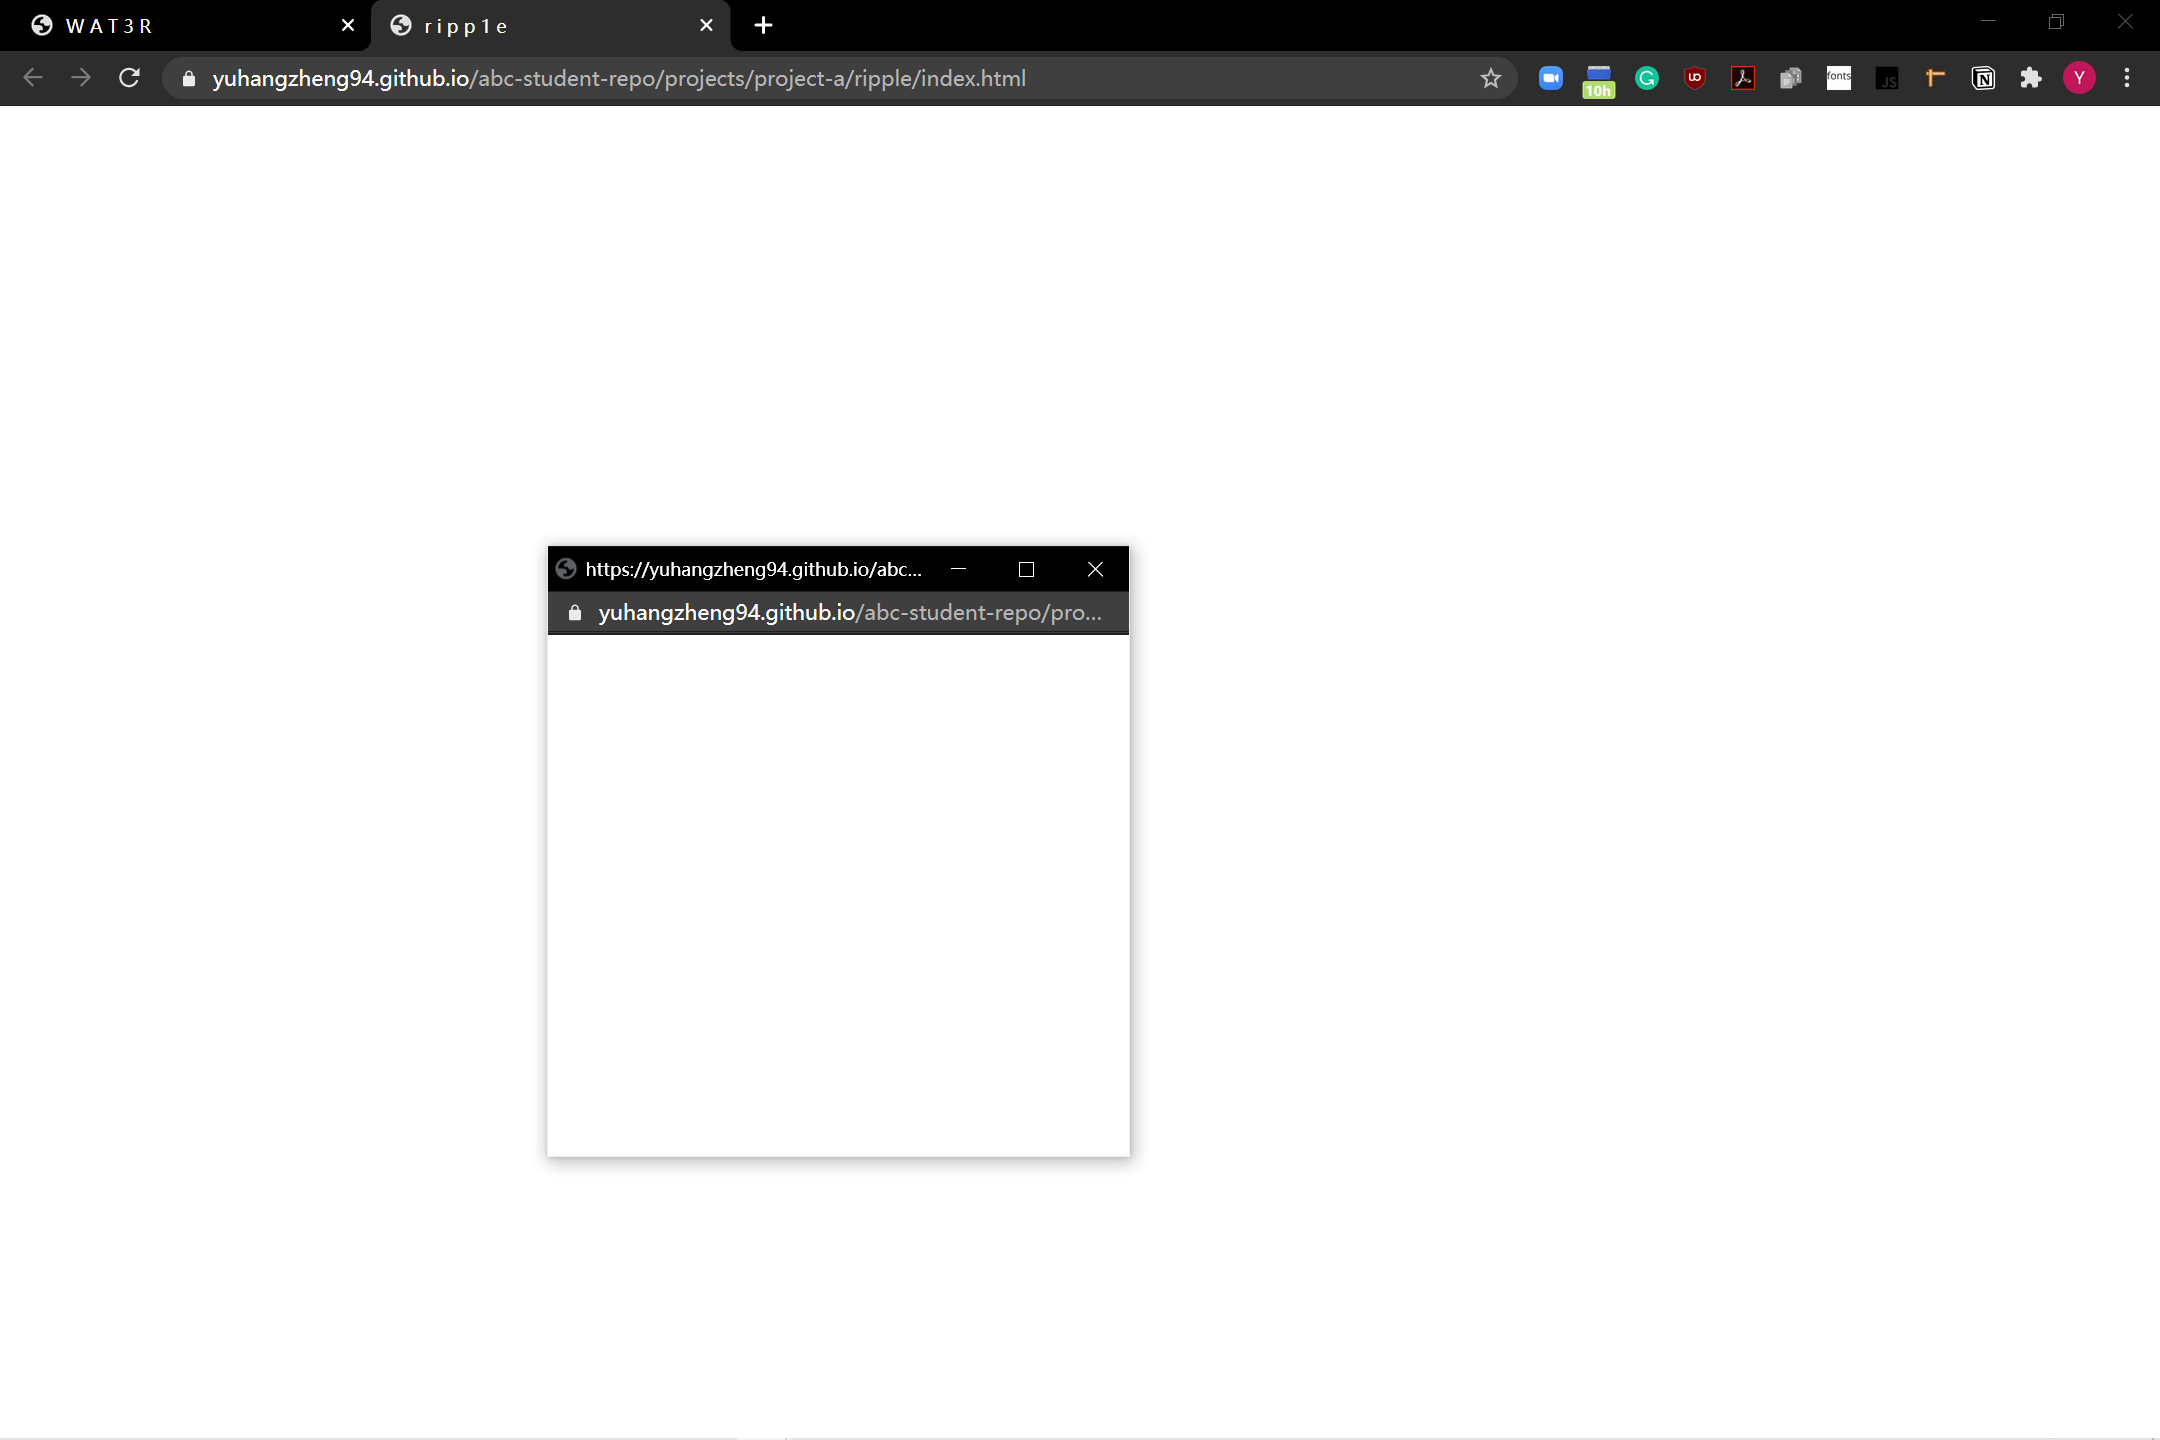 W A T 3 R
r i p p 1 e
yuhangzheng94.github.io/abc-student-repo/projects/project-a/ripple/index.html
10h
fonts
JS
Y
https://yuhangzheng94.github.io/abc...
yuhangzheng94.github.io/abc-student-repo/pro...